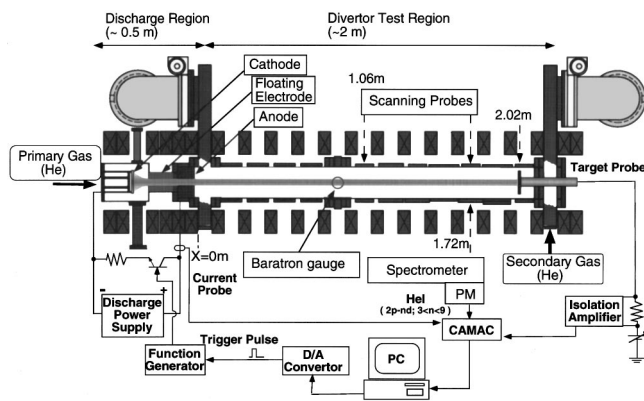 Discharge Region
(~ 0.5 m)
Divertor Test Region
(~2 m)
Cathode
Floating
Electrode
Anode
1.06m
Scanning Probes
2.02m
Primary Gas
(He)
Target Probe
X=0m
Current
Probe
Baratron gauge
1.72m
Secondary Gas
(He)
Spectrometer
PM
HeI
( 2p-nd; 3<n<9 )
- +
Discharge
Power
Supply
Isolation
Amplifier
CAMAC
Trigger Pulse
Function
Generator
D/A
Convertor
PC